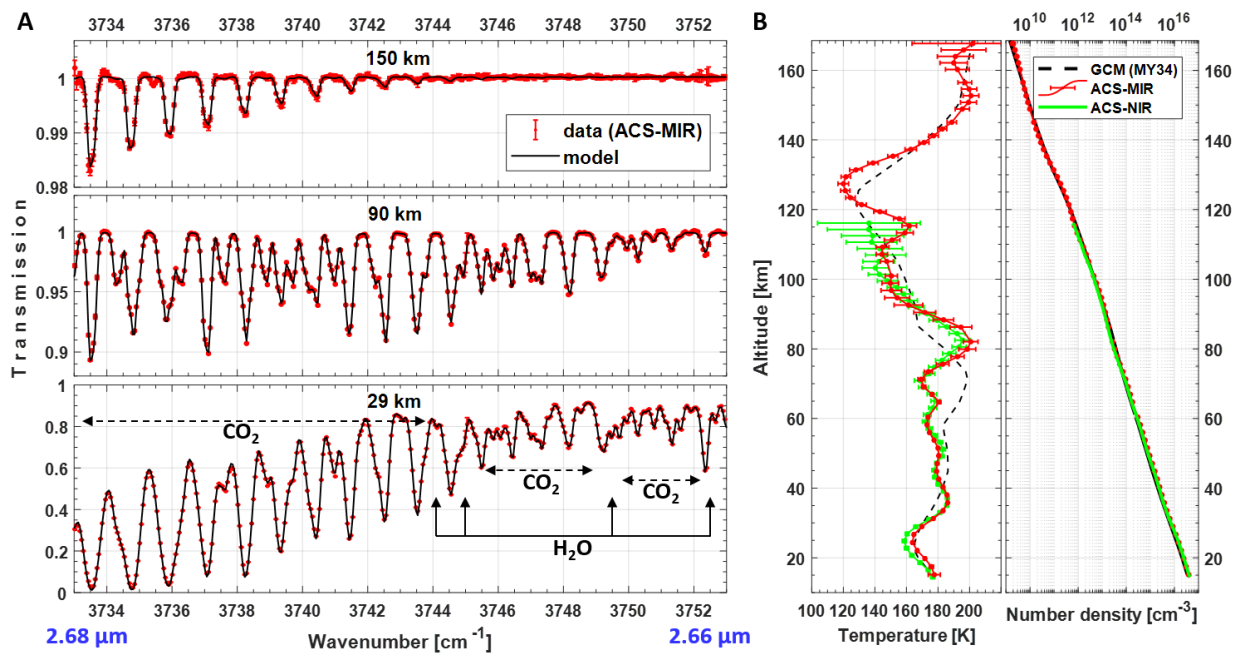 A
3734 3736 3738 3740 3742 3744 3746 3748 3750 3752
150 km
1
0.99
0.98
data (ACS-MIR)
model
90 km
1
0.95
0.9
Transmission
29 km
1
0.8
0.6
0.4
0.2
0
CO2
CO2
CO2
H2O
3734 3736 3738 3740 3742 3744 3746 3748 3750 3752
2.68 µm
Wavenumber [cm-1]
2.66 µm
B
10^10 10^12 10^14 10^16
GCM (MY34)
ACS-MIR
ACS-NIR
160
140
120
100
80
60
40
20
Altitude [km]
160
140
120
100
80
60
40
20
100 120 140 160 180 200
Temperature [K]
Number density [cm-3]